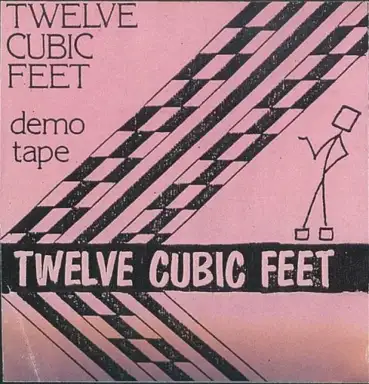 TWELVE
CUBIC
FEET
demo
tape
TWELVE CUBIC FEET